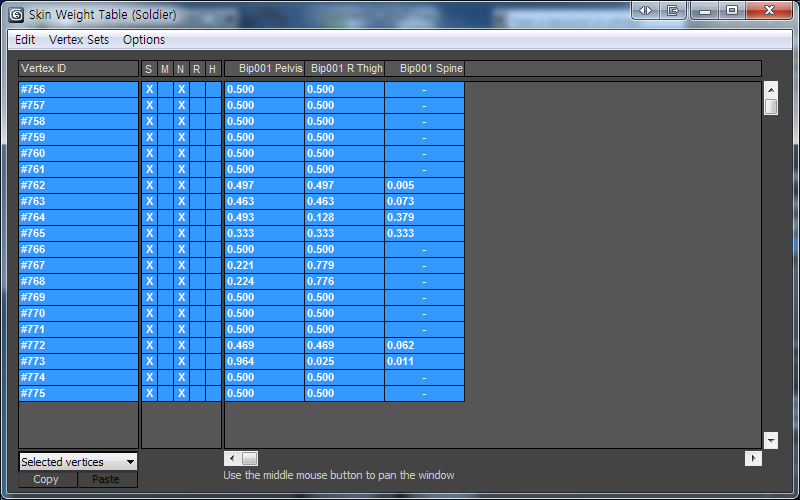 Skin Weight Table (Soldier)
Edit Vertex Sets Options
Vertex ID S M N R H Bip001 Pelvis Bip001 R Thigh Bip001 Spine
#756 X X 0.500 0.500 -
#757 X X 0.500 0.500 -
#758 X X 0.500 0.500 -
#759 X X 0.500 0.500 -
#760 X X 0.500 0.500 -
#761 X X 0.500 0.500 -
#762 X X 0.497 0.497 0.005
#763 X X 0.463 0.463 0.073
#764 X X 0.493 0.128 0.379
#765 X X 0.333 0.333 0.333
#766 X X 0.500 0.500 -
#767 X X 0.221 0.779 -
#768 X X 0.224 0.776 -
#769 X X 0.500 0.500 -
#770 X X 0.500 0.500 -
#771 X X 0.500 0.500 -
#772 X X 0.469 0.469 0.062
#773 X X 0.964 0.025 0.011
#774 X X 0.500 0.500 -
#775 X X 0.500 0.500 -
Selected vertices
Copy Paste
Use the middle mouse button to pan the window